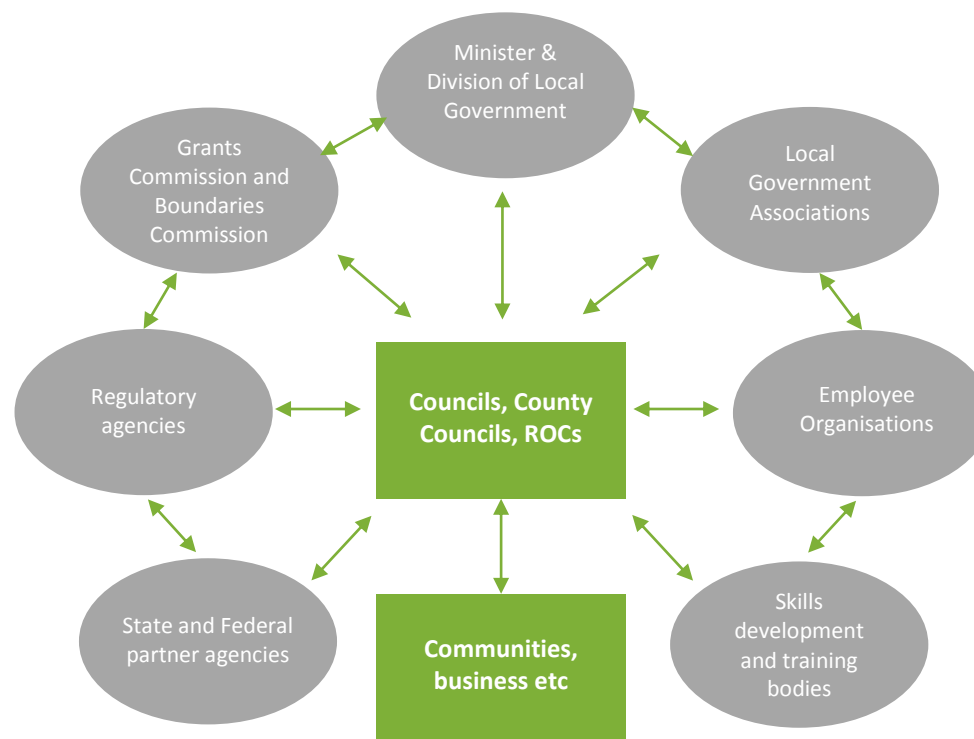 Minister &
Division of Local
Government
Grants
Commission and
Boundaries
Commission
Local
Government
Associations
Regulatory
agencies
Councils, County
Councils, ROCs
Employee
Organisations
State and Federal
partner agencies
Communities,
business etc
Skills
development
and training
bodies